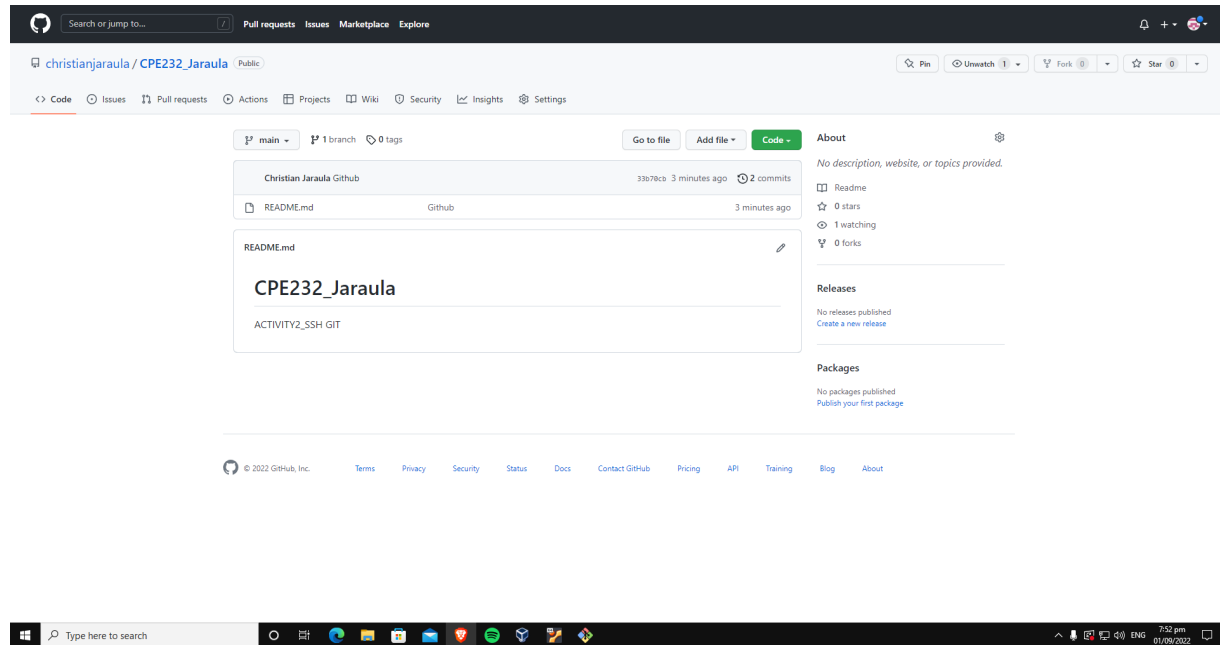 Search or jump to... / Pull requests Issues Marketplace Explore
christianjaraula / CPE232_Jaraula Public Pin Unwatch 1 Fork 0 Star 0
<> Code Issues Pull requests Actions Projects Wiki Security Insights Settings
main 1 branch 0 tags Go to file Add file Code
Christian Jaraula Github 33b70cb 3 minutes ago 2 commits
README.md Github 3 minutes ago
README.md
CPE232_Jaraula
ACTIVITY2_SSH GIT
About
No description, website, or topics provided.
Readme
0 stars
1 watching
0 forks
Releases
No releases published
Create a new release
Packages
No packages published
Publish your first package
© 2022 GitHub, Inc. Terms Privacy Security Status Docs Contact GitHub Pricing API Training Blog About
Type here to search ENG 7:52 pm
01/09/2022